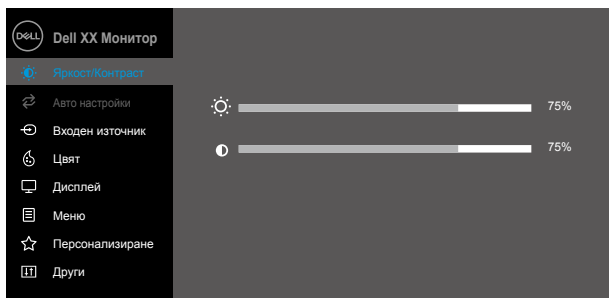 DELL Dell XX Монитор
Яркост/Контраст
Авто настройки
75%
Входен източник
75%
Цвят
Дисплей
Меню
Персонализиране
Други